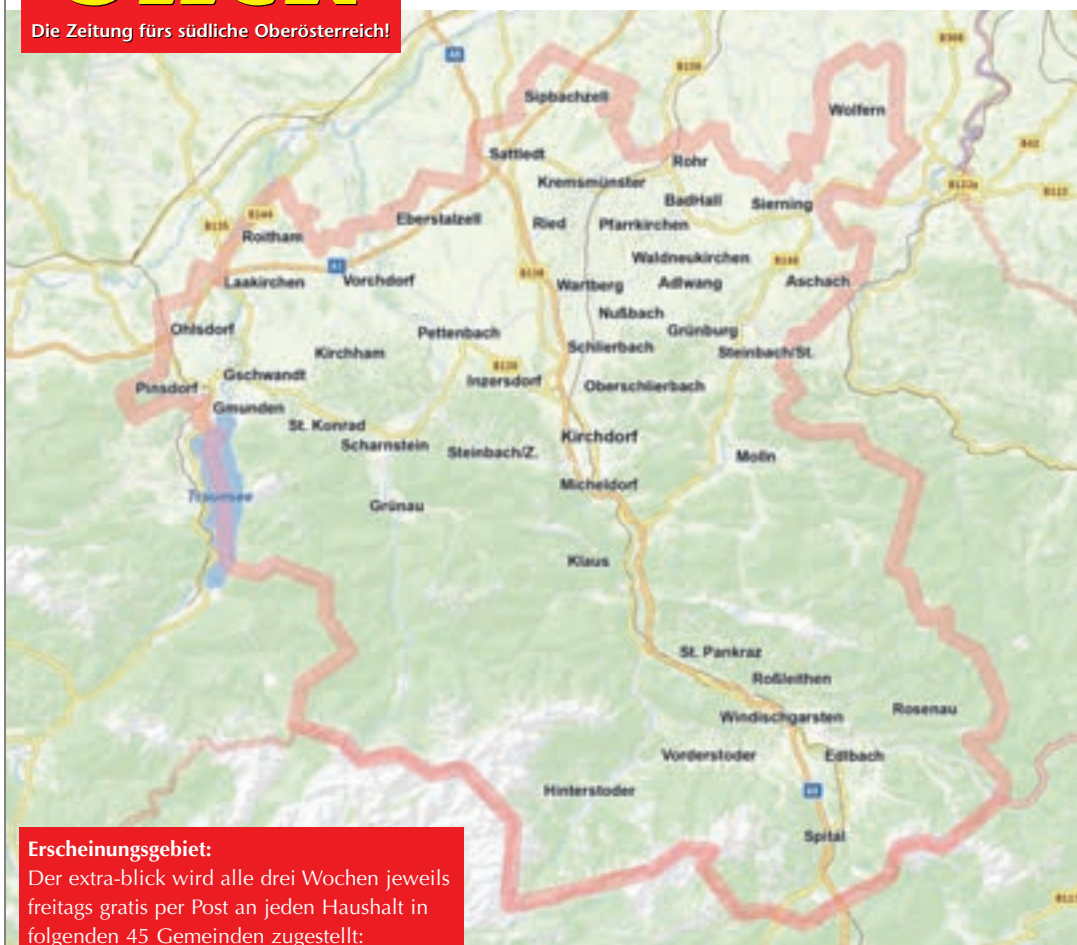 Die Zeitung fürs südliche Oberösterreich!
Sipbachzell
Wolfern
Sattledt
Rohr
Kremsmünster
BadHall
Sierning
Eberstalzell
Ried
Pfarrkirchen
Roitham
Waldneukirchen
Laakirchen
Vorchdorf
Wartberg
Adlwang
Aschach
Nußbach
Ohlsdorf
Pettenbach
Grünburg
Kirchham
Schlierbach
Steinbach/St.
Gschwandt
Inzersdorf
Oberschlierbach
Pinsdorf
Gmunden
St. Konrad
Scharnstein
Steinbach/Z.
Kirchdorf
Molln
Micheldorf
Traunsee
Grünau
Klaus
St. Pankraz
Roßleithen
Rosenau
Windischgarsten
Vorderstoder
Edlbach
Hinterstoder
Spital
Erscheinungsgebiet:
Der extra-blick wird alle drei Wochen jeweils
freitags gratis per Post an jeden Haushalt in
folgenden 45 Gemeinden zugestellt: